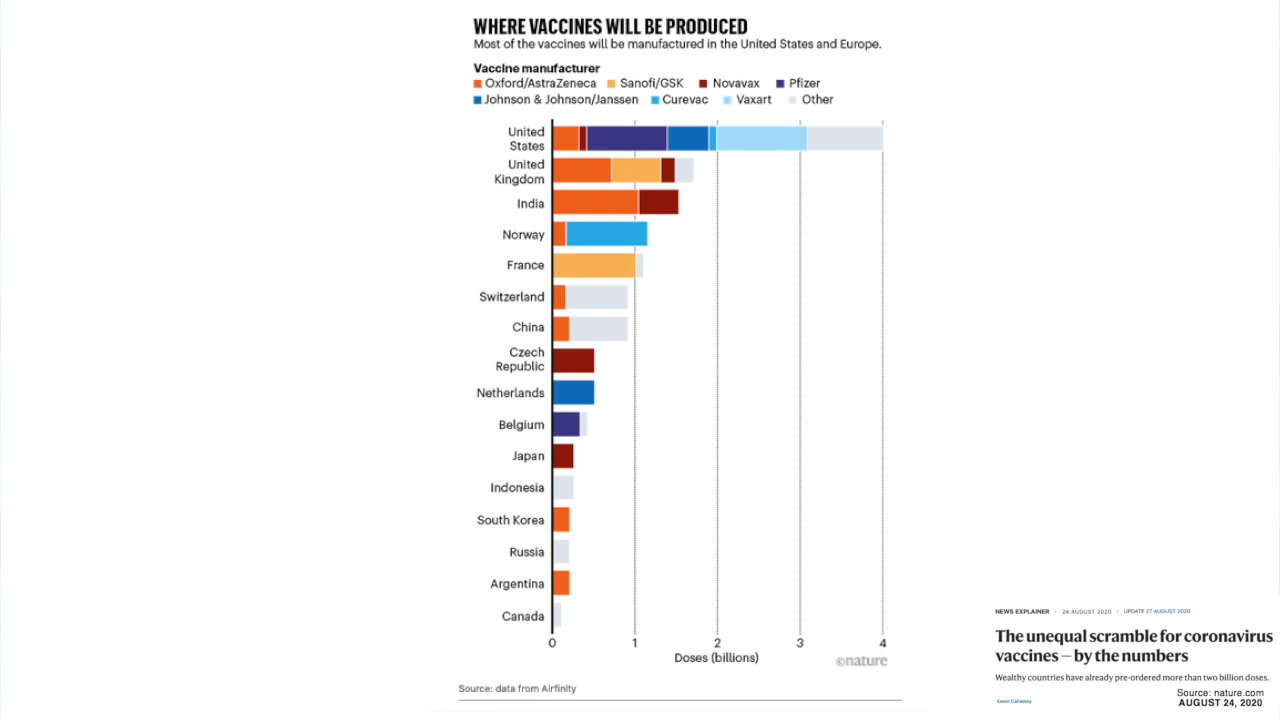 WHERE VACCINES WILL BE PRODUCED
Most of the vaccines will be manufactured in the United States and Europe.
Vaccine manufacturer
Oxford/AstraZeneca Sanofi/GSK Novavax Pfizer
Johnson & Johnson/Janssen Curevac Vaxart Other
United
States
United
Kingdom
India
Norway
France
Switzerland
China
Czech
Republic
Netherlands
Belgium
Japan
Indonesia
South Korea
Russia
Argentina
Canada
0 1 2 3 4
Doses (billions)
©nature
Source: data from Airfinity
NEWS EXPLAINER · 24 AUGUST 2020 · UPDATE 27 AUGUST 2020
The unequal scramble for coronavirus
vaccines — by the numbers
Wealthy countries have already pre-ordered more than two billion doses.
Ewen Callaway
Source: nature.com
AUGUST 24, 2020